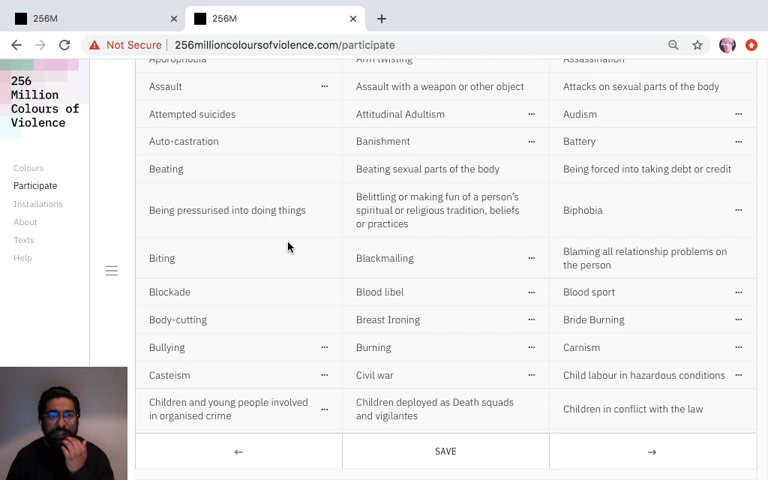 256M
256M
Not Secure
256millioncoloursofviolence.com/participate
256
Million
Colours of
Violence
Colours
Participate
Installations
About
Texts
Help
Aporophobia
Arm twisting
Assassination
Assault
Assault with a weapon or other object
Attacks on sexual parts of the body
Attempted suicides
Attitudinal Adultism
Audism
Auto-castration
Banishment
Battery
Beating
Beating sexual parts of the body
Being forced into taking debt or credit
Being pressurised into doing things
Belittling or making fun of a person's
spiritual or religious tradition, beliefs
or practices
Biphobia
Biting
Blackmailing
Blaming all relationship problems on
the person
Blockade
Blood libel
Blood sport
Body-cutting
Breast Ironing
Bride Burning
Bullying
Burning
Carnism
Casteism
Civil war
Child labour in hazardous conditions
Children and young people involved
in organised crime
Children deployed as Death squads
and vigilantes
Children in conflict with the law
SAVE